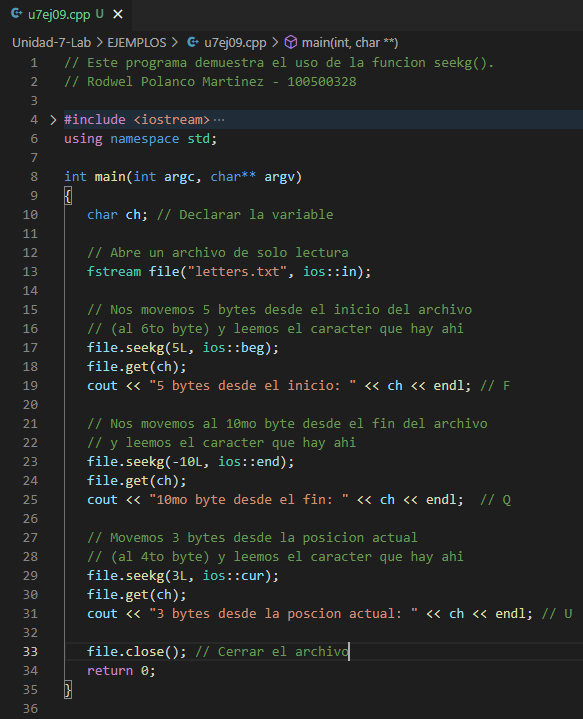 u7ej09.cpp U ×
Unidad-7-Lab > EJEMPLOS > u7ej09.cpp > main(int, char **)
1 // Este programa demuestra el uso de la funcion seekg().
2 // Rodwel Polanco Martinez - 100500328
3
4 > #include <iostream> ···
6 using namespace std;
7
8 int main(int argc, char** argv)
9 {
10    char ch; // Declarar la variable
11
12    // Abre un archivo de solo lectura
13    fstream file("letters.txt", ios::in);
14
15    // Nos movemos 5 bytes desde el inicio del archivo
16    // (al 6to byte) y leemos el caracter que hay ahi
17    file.seekg(5L, ios::beg);
18    file.get(ch);
19    cout << "5 bytes desde el inicio: " << ch << endl; // F
20
21    // Nos movemos al 10mo byte desde el fin del archivo
22    // y leemos el caracter que hay ahi
23    file.seekg(-10L, ios::end);
24    file.get(ch);
25    cout << "10mo byte desde el fin: " << ch << endl;  // Q
26
27    // Movemos 3 bytes desde la posicion actual
28    // (al 4to byte) y leemos el caracter que hay ahi
29    file.seekg(3L, ios::cur);
30    file.get(ch);
31    cout << "3 bytes desde la poscion actual: " << ch << endl; // U
32
33    file.close(); // Cerrar el archivo
34    return 0;
35 }
36